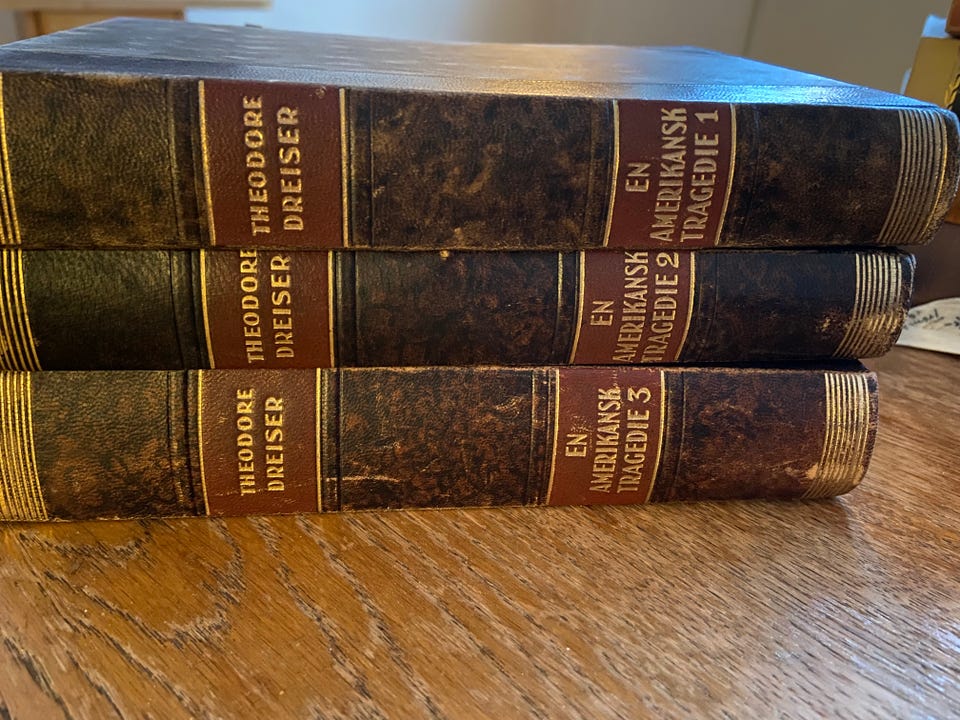 THEODORE
DREISER
EN
AMERIKANSK
TRAGEDIE 1
THEODORE
DREISER
EN
AMERIKANSK
TRAGEDIE 2
THEODORE
DREISER
EN
AMERIKANSK
TRAGEDIE 3